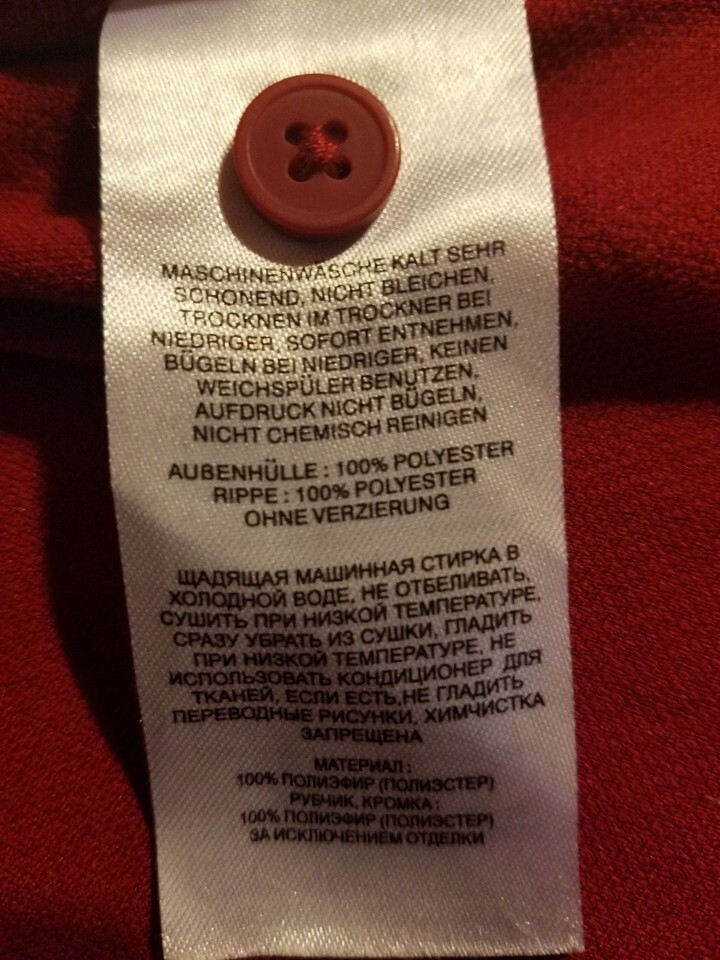 MASCHINENWÄSCHE KALT SEHR
SCHONEND, NICHT BLEICHEN,
TROCKNEN IM TROCKNER BEI
NIEDRIGER, SOFORT ENTNEHMEN,
BÜGELN BEI NIEDRIGER, KEINEN
WEICHSPÜLER BENUTZEN,
AUFDRUCK NICHT BÜGELN,
NICHT CHEMISCH REINIGEN
AUßENHÜLLE : 100% POLYESTER
RIPPE : 100% POLYESTER
OHNE VERZIERUNG
ЩАДЯЩАЯ МАШИННАЯ СТИРКА В
ХОЛОДНОЙ ВОДЕ, НЕ ОТБЕЛИВАТЬ,
СУШИТЬ ПРИ НИЗКОЙ ТЕМПЕРАТУРЕ,
СРАЗУ УБРАТЬ ИЗ СУШКИ, ГЛАДИТЬ
ПРИ НИЗКОЙ ТЕМПЕРАТУРЕ, НЕ
ИСПОЛЬЗОВАТЬ КОНДИЦИОНЕР ДЛЯ
ТКАНЕЙ, ЕСЛИ ЕСТЬ,НЕ ГЛАДИТЬ
ПЕРЕВОДНЫЕ РИСУНКИ, ХИМЧИСТКА
ЗАПРЕЩЕНА
МАТЕРИАЛ :
100% ПОЛИЭФИР (ПОЛИЭСТЕР)
РУБЧИК, КРОМКА :
100% ПОЛИЭФИР (ПОЛИЭСТЕР)
ЗА ИСКЛЮЧЕНИЕМ ОТДЕЛКИ